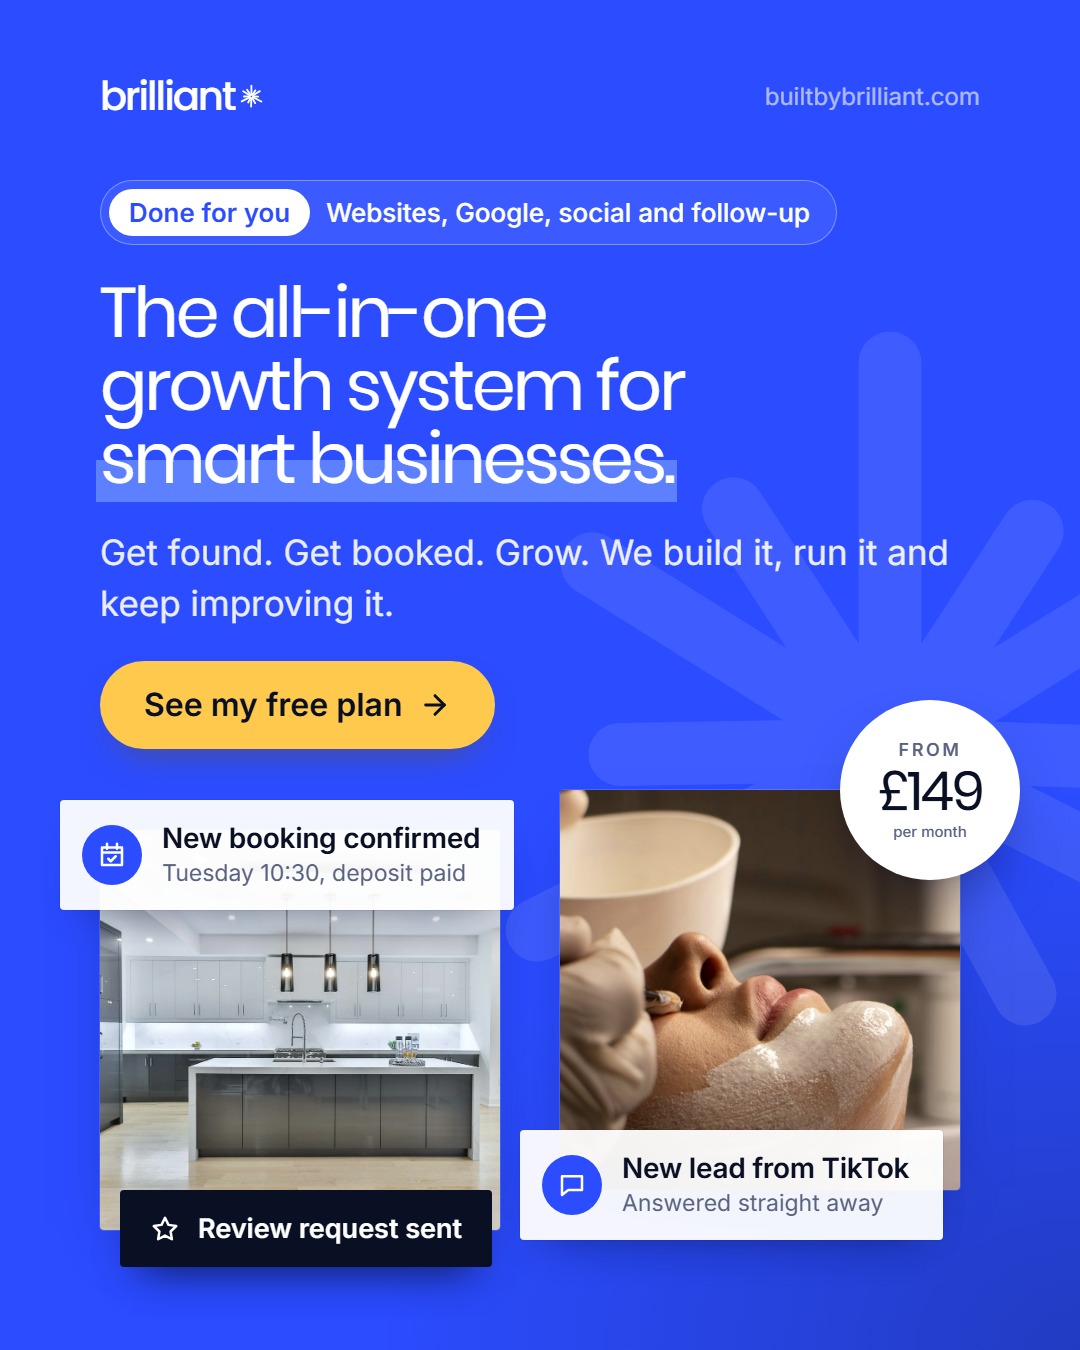 brilliant
builtbybrilliant.com
Done for you Websites, Google, social and follow-up
The all-in-one
growth system for
smart businesses.
Get found. Get booked. Grow. We build it, run it and
keep improving it.
See my free plan
FROM
£149
per month
New booking confirmed
Tuesday 10:30, deposit paid
New lead from TikTok
Answered straight away
Review request sent